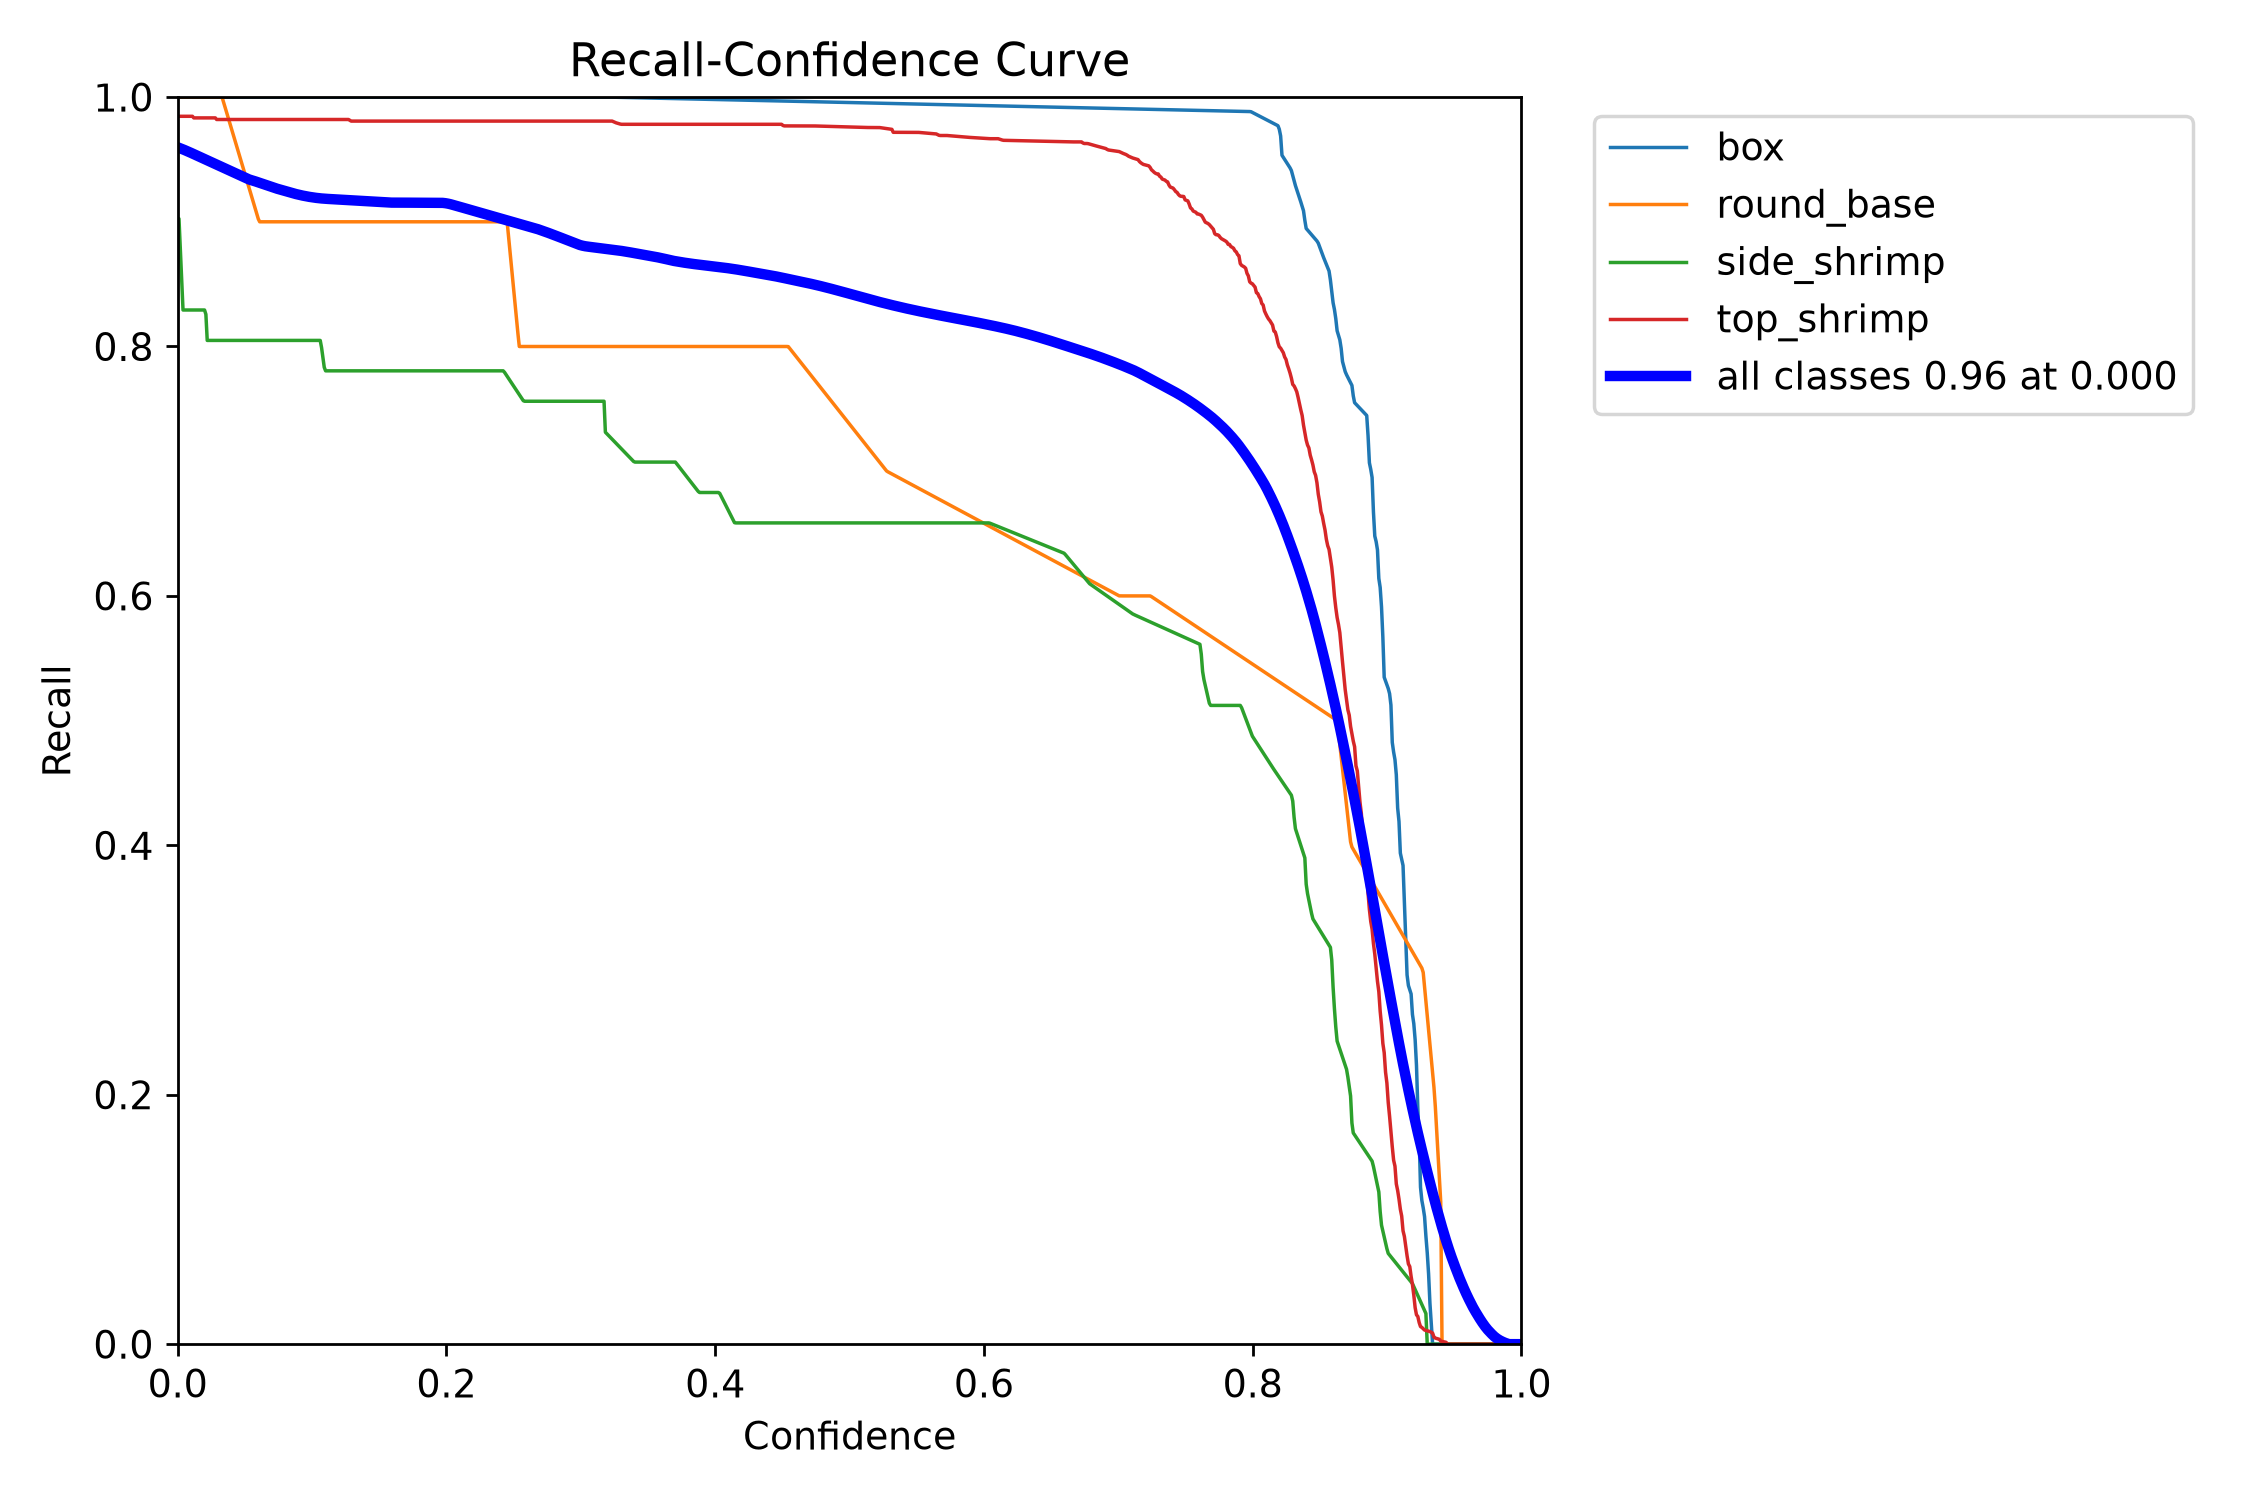 Recall-Confidence Curve
1.0
0.8
0.6
0.4
0.2
0.0
Recall
0.0 0.2 0.4 0.6 0.8 1.0
Confidence
box
round_base
side_shrimp
top_shrimp
all classes 0.96 at 0.000